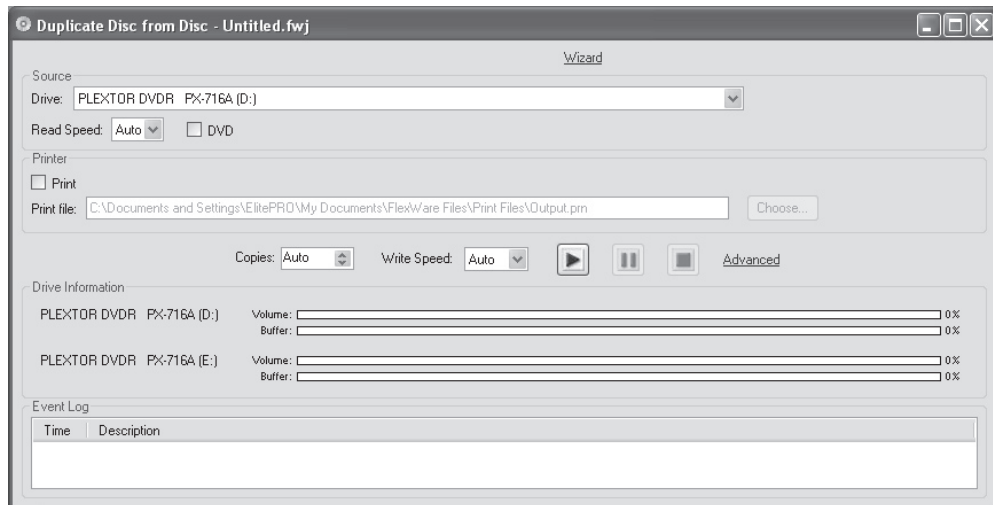 Duplicate Disc from Disc - Untitled.fwj
Wizard
Source
Drive: PLEXTOR DVDR PX-716A (D:)
Read Speed: Auto DVD
Printer
Print
Print file: C:\Documents and Settings\ElitePRO\My Documents\FlexWare Files\Print Files\Output.prn Choose...
Copies: Auto Write Speed: Auto Advanced
Drive Information
PLEXTOR DVDR PX-716A (D:) Volume: 0%
Buffer: 0%
PLEXTOR DVDR PX-716A (E:) Volume: 0%
Buffer: 0%
Event Log
Time Description